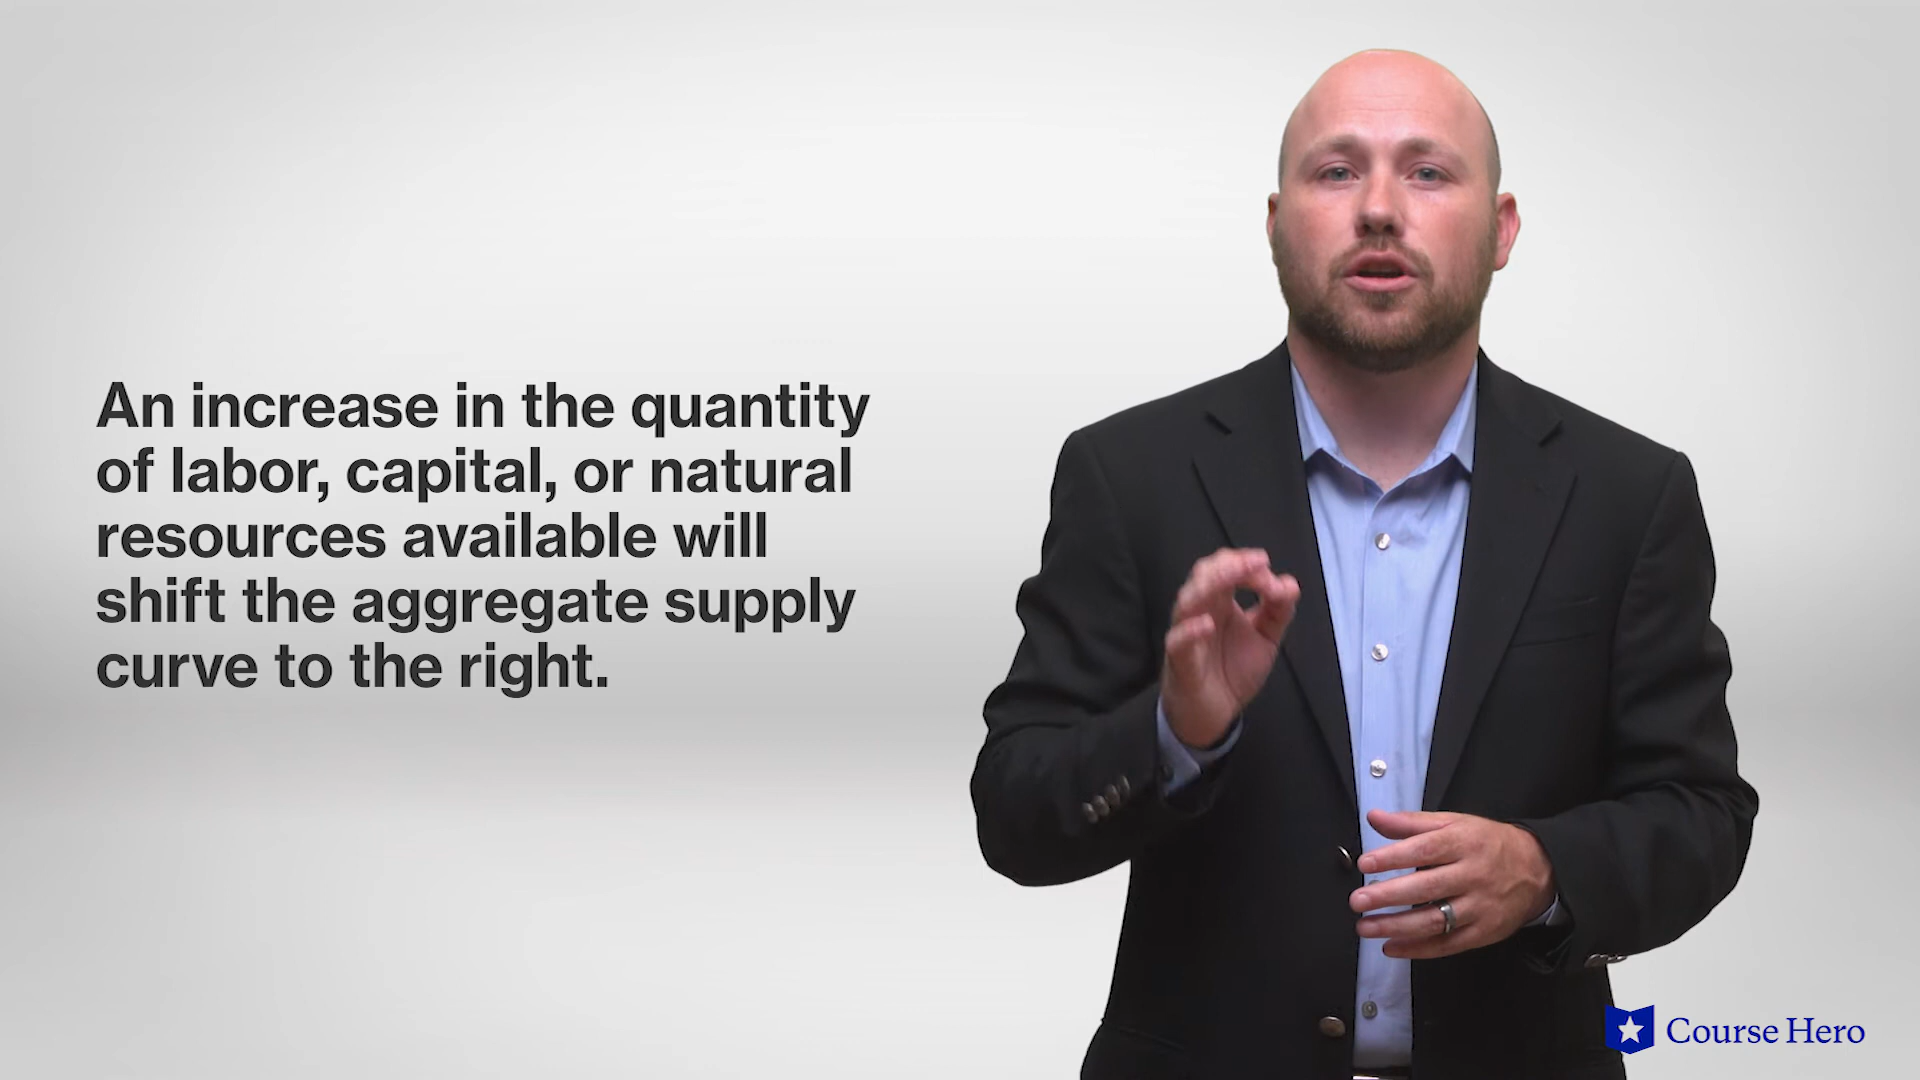 An increase in the quantity
of labor, capital, or natural
resources available will
shift the aggregate supply
curve to the right.
Course Hero